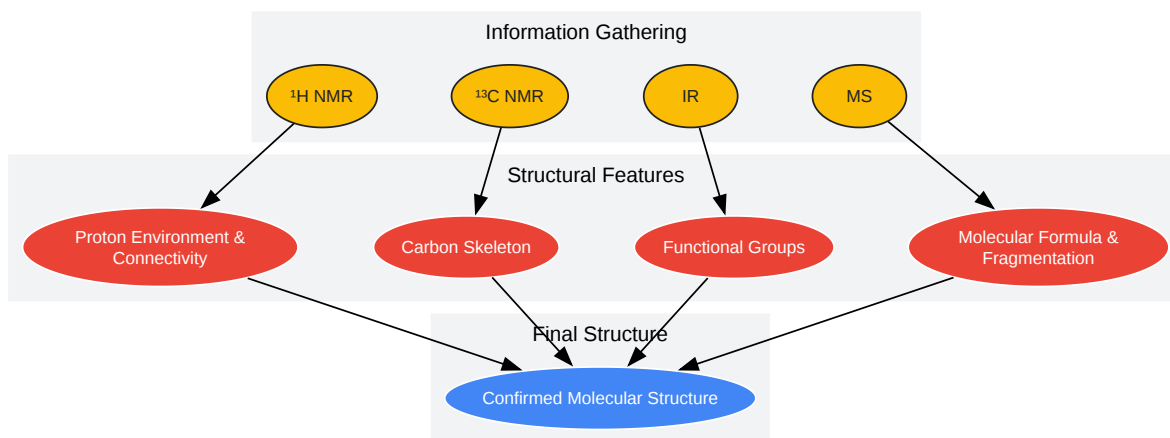 Information Gathering
¹H NMR
¹³C NMR
IR
MS
Structural Features
Proton Environment &
Connectivity
Carbon Skeleton
Functional Groups
Molecular Formula &
Fragmentation
Final Structure
Confirmed Molecular Structure